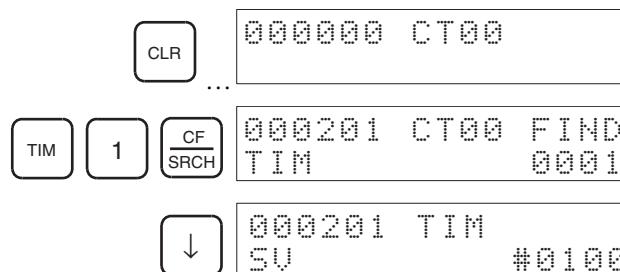 CLR
...
000000 CT00
TIM 1 CF SRCH
000201 CT00 FIND
TIM 0001
↓
000201 TIM
SV #0100